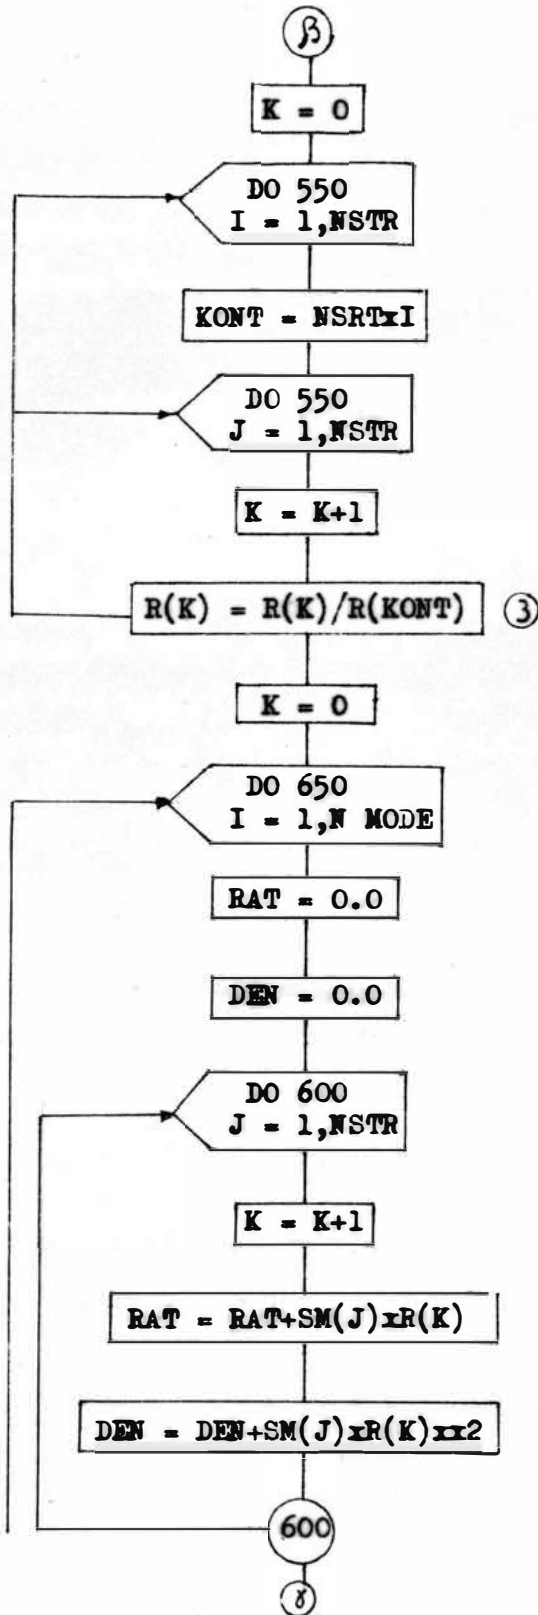 β
K = 0
DO 550
I = 1,NSTR
KONT = NSRTxI
DO 550
J = 1,NSTR
K = K+1
R(K) = R(K)/R(KONT) ③
K = 0
DO 650
I = 1,N MODE
RAT = 0.0
DEN = 0.0
DO 600
J = 1,NSTR
K = K+1
RAT = RAT+SM(J)xR(K)
DEN = DEN+SM(J)xR(K)xx2
600
γ